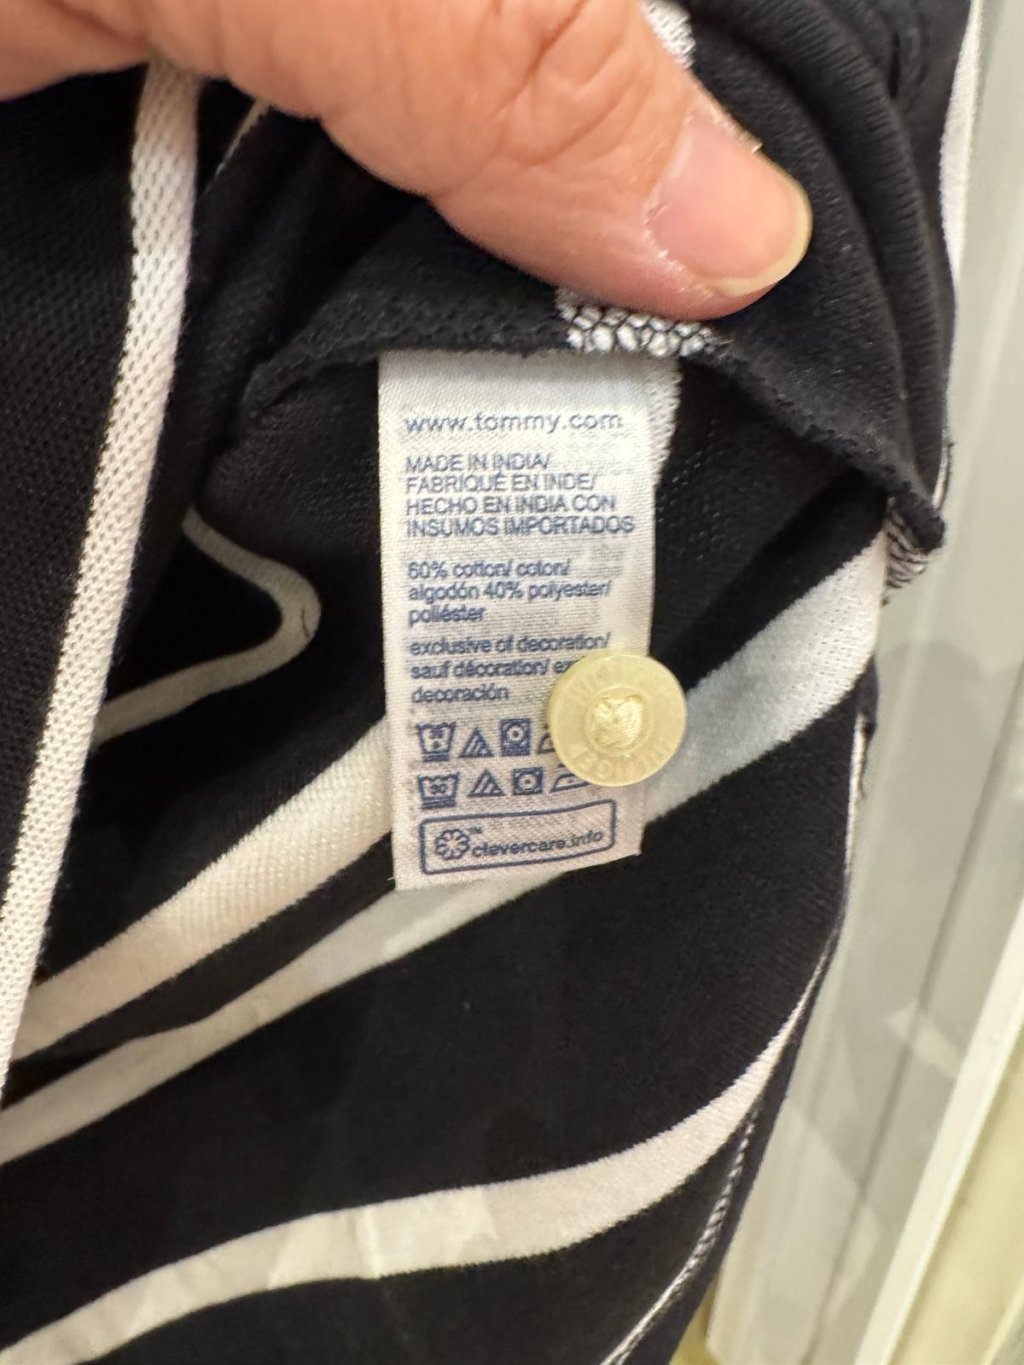 www.tommy.com
MADE IN INDIA/
FABRIQUÉ EN INDE/
HECHO EN INDIA CON
INSUMOS IMPORTADOS
60% cotton/ coton/
algodón 40% polyester/
poliéster
exclusive of decoration/
sauf décoration/
decoración
30
clevercare.info